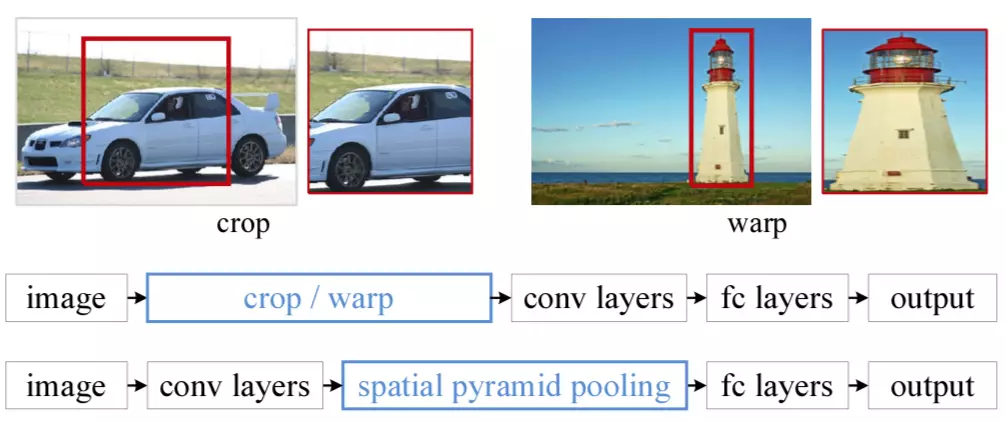 crop
warp
image crop / warp conv layers fc layers output
image conv layers spatial pyramid pooling fc layers output